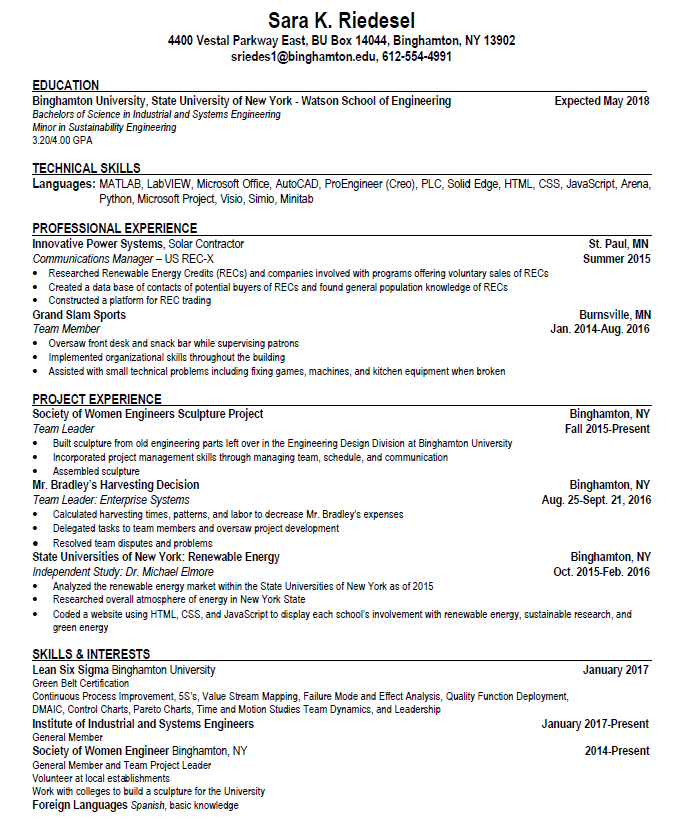 Sara K. Riedesel
4400 Vestal Parkway East, BU Box 14044, Binghamton, NY 13902
sriedes1@binghamton.edu, 612-554-4991
EDUCATION
Binghamton University, State University of New York - Watson School of Engineering Expected May 2018
Bachelors of Science in Industrial and Systems Engineering
Minor in Sustainability Engineering
3.20/4.00 GPA
TECHNICAL SKILLS
Languages: MATLAB, LabVIEW, Microsoft Office, AutoCAD, ProEngineer (Creo), PLC, Solid Edge, HTML, CSS, JavaScript, Arena,
Python, Microsoft Project, Visio, Simio, Minitab
PROFESSIONAL EXPERIENCE
Innovative Power Systems, Solar Contractor St. Paul, MN
Communications Manager – US REC-X Summer 2015
• Researched Renewable Energy Credits (RECs) and companies involved with programs offering voluntary sales of RECs
• Created a data base of contacts of potential buyers of RECs and found general population knowledge of RECs
• Constructed a platform for REC trading
Grand Slam Sports Burnsville, MN
Team Member Jan. 2014-Aug. 2016
• Oversaw front desk and snack bar while supervising patrons
• Implemented organizational skills throughout the building
• Assisted with small technical problems including fixing games, machines, and kitchen equipment when broken
PROJECT EXPERIENCE
Society of Women Engineers Sculpture Project Binghamton, NY
Team Leader Fall 2015-Present
• Built sculpture from old engineering parts left over in the Engineering Design Division at Binghamton University
• Incorporated project management skills through managing team, schedule, and communication
• Assembled sculpture
Mr. Bradley's Harvesting Decision Binghamton, NY
Team Leader: Enterprise Systems Aug. 25-Sept. 21, 2016
• Calculated harvesting times, patterns, and labor to decrease Mr. Bradley's expenses
• Delegated tasks to team members and oversaw project development
• Resolved team disputes and problems
State Universities of New York: Renewable Energy Binghamton, NY
Independent Study: Dr. Michael Elmore Oct. 2015-Feb. 2016
• Analyzed the renewable energy market within the State Universities of New York as of 2015
• Researched overall atmosphere of energy in New York State
• Coded a website using HTML, CSS, and JavaScript to display each school's involvement with renewable energy, sustainable research, and
green energy
SKILLS & INTERESTS
Lean Six Sigma Binghamton University January 2017
Green Belt Certification
Continuous Process Improvement, 5S's, Value Stream Mapping, Failure Mode and Effect Analysis, Quality Function Deployment,
DMAIC, Control Charts, Pareto Charts, Time and Motion Studies Team Dynamics, and Leadership
Institute of Industrial and Systems Engineers January 2017-Present
General Member
Society of Women Engineer Binghamton, NY 2014-Present
General Member and Team Project Leader
Volunteer at local establishments
Work with colleges to build a sculpture for the University
Foreign Languages Spanish, basic knowledge